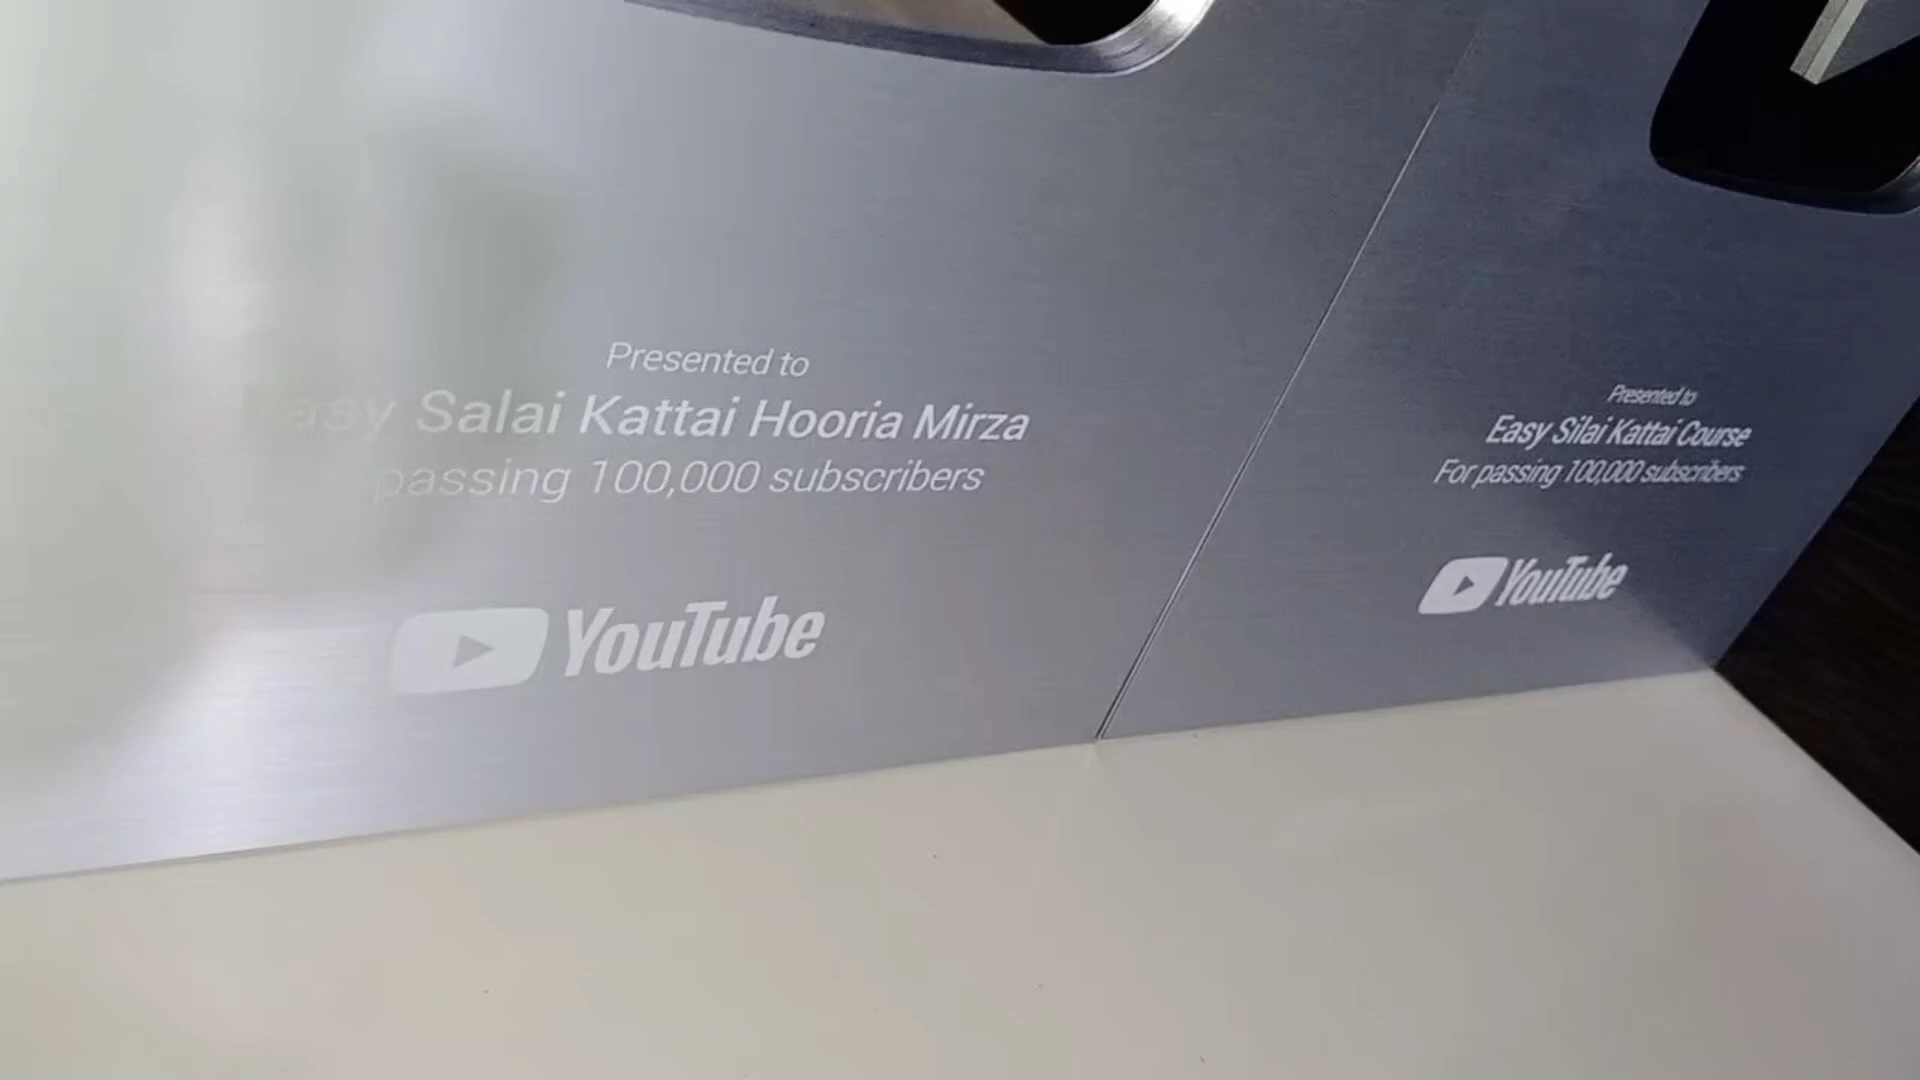 Presented to
asy Salai Kattai Hooria Mirza
passing 100,000 subscribers
YouTube
Presented to
Easy Silai Kattai Course
For passing 100,000 subscribers
YouTube